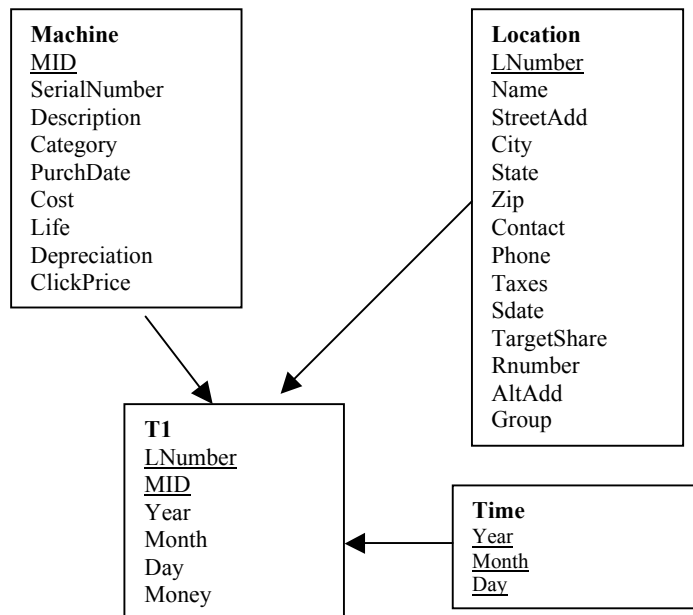 Machine
MID
SerialNumber
Description
Category
PurchDate
Cost
Life
Depreciation
ClickPrice
Location
LNumber
Name
StreetAdd
City
State
Zip
Contact
Phone
Taxes
Sdate
TargetShare
Rnumber
AltAdd
Group
T1
LNumber
MID
Year
Month
Day
Money
Time
Year
Month
Day